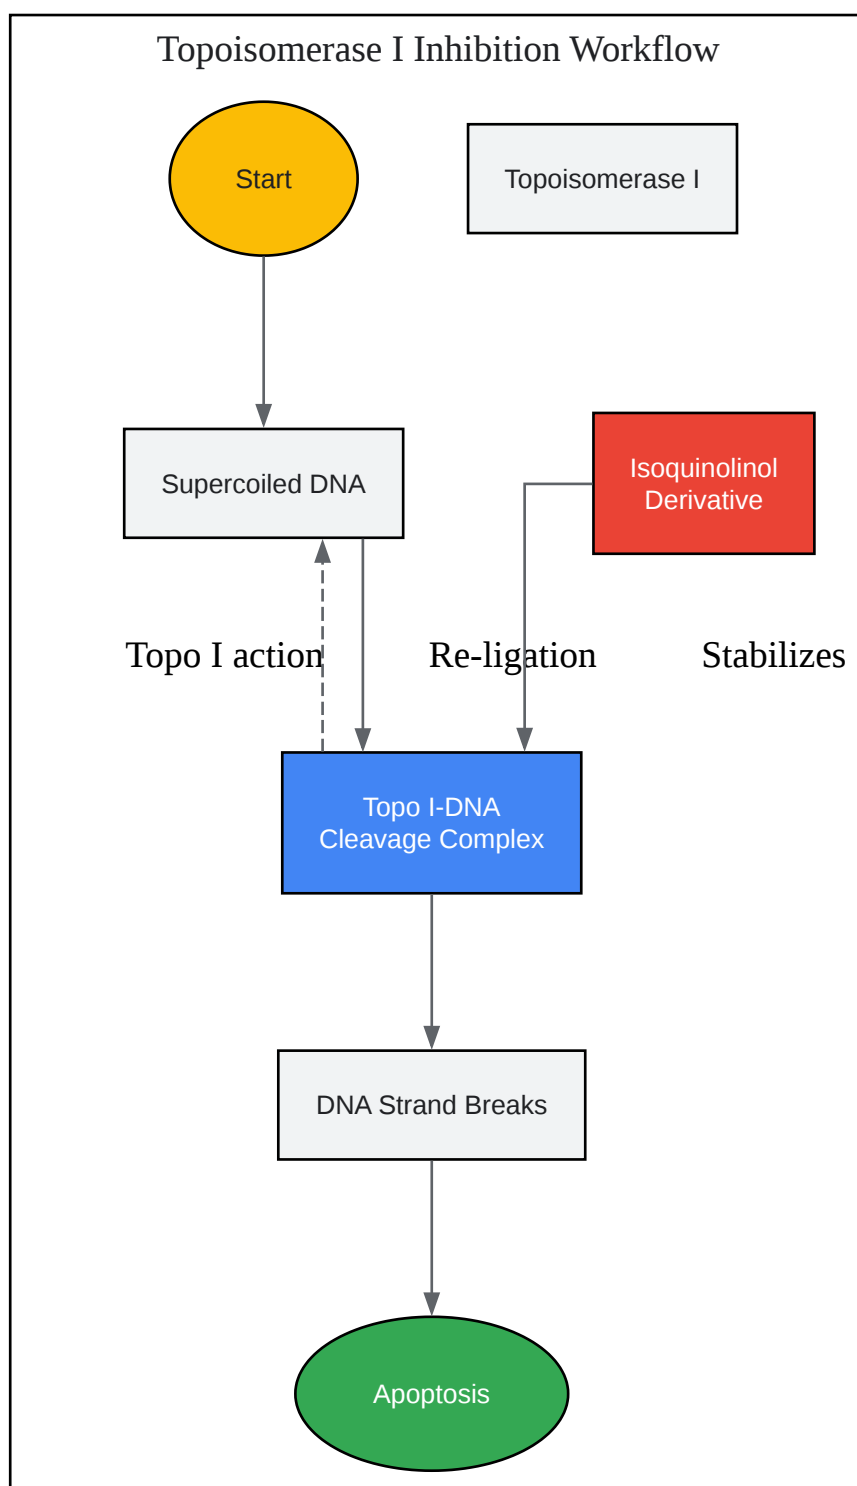 Topoisomerase I Inhibition Workflow
Start
Topoisomerase I
Supercoiled DNA
Isoquinolinol
Derivative
Topo I action
Re-ligation
Stabilizes
Topo I-DNA
Cleavage Complex
DNA Strand Breaks
Apoptosis